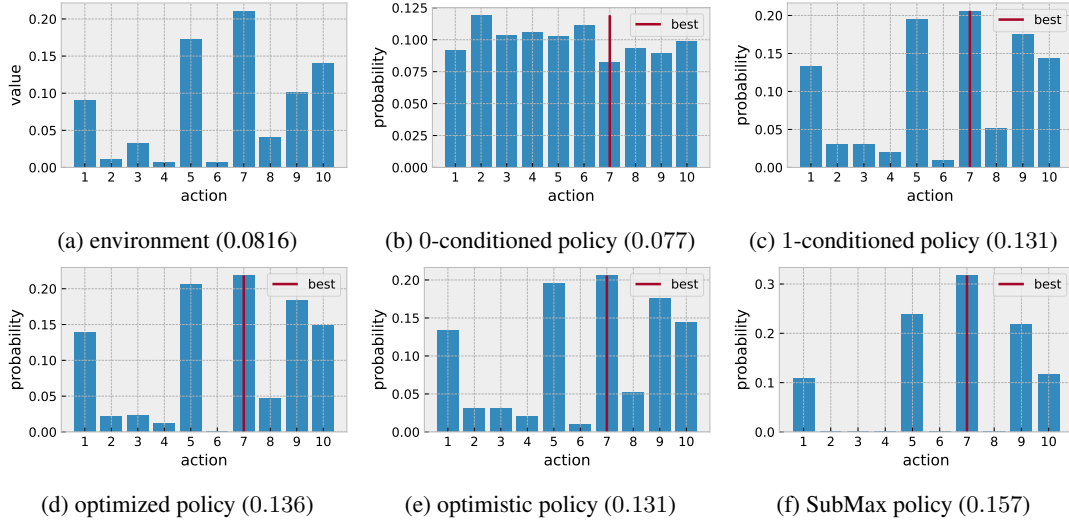 0.20
0.15
0.10
0.05
0.00
value
1 2 3 4 5 6 7 8 9 10
action
(a) environment (0.0816)
0.125
0.100
0.075
0.050
0.025
0.000
probability
best
1 2 3 4 5 6 7 8 9 10
action
(b) 0-conditioned policy (0.077)
0.20
0.15
0.10
0.05
0.00
probability
best
1 2 3 4 5 6 7 8 9 10
action
(c) 1-conditioned policy (0.131)
0.20
0.15
0.10
0.05
0.00
probability
best
1 2 3 4 5 6 7 8 9 10
action
(d) optimized policy (0.136)
0.20
0.15
0.10
0.05
0.00
probability
best
1 2 3 4 5 6 7 8 9 10
action
(e) optimistic policy (0.131)
0.3
0.2
0.1
0.0
probability
best
1 2 3 4 5 6 7 8 9 10
action
(f) SubMax policy (0.157)